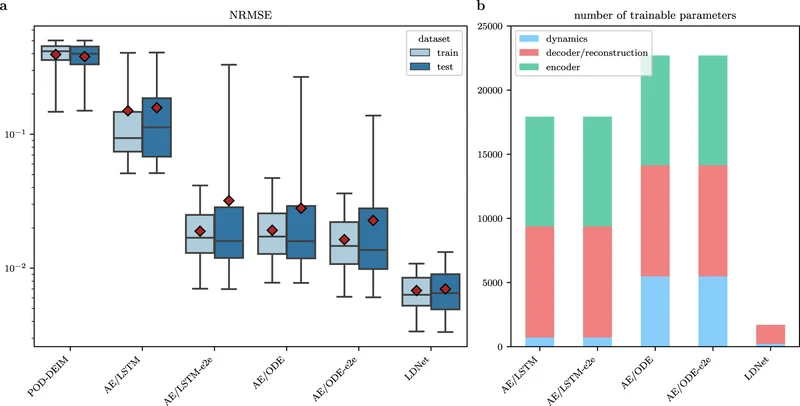 a
NRMSE
dataset
train
test
10⁻¹
10⁻²
POD-DEIM
AE/LSTM
AE/LSTM-e2e
AE/ODE
AE/ODE-e2e
LDNet
b
number of trainable parameters
dynamics
decoder/reconstruction
encoder
25000
20000
15000
10000
5000
0
AE/LSTM
AE/LSTM-e2e
AE/ODE
AE/ODE-e2e
LDNet